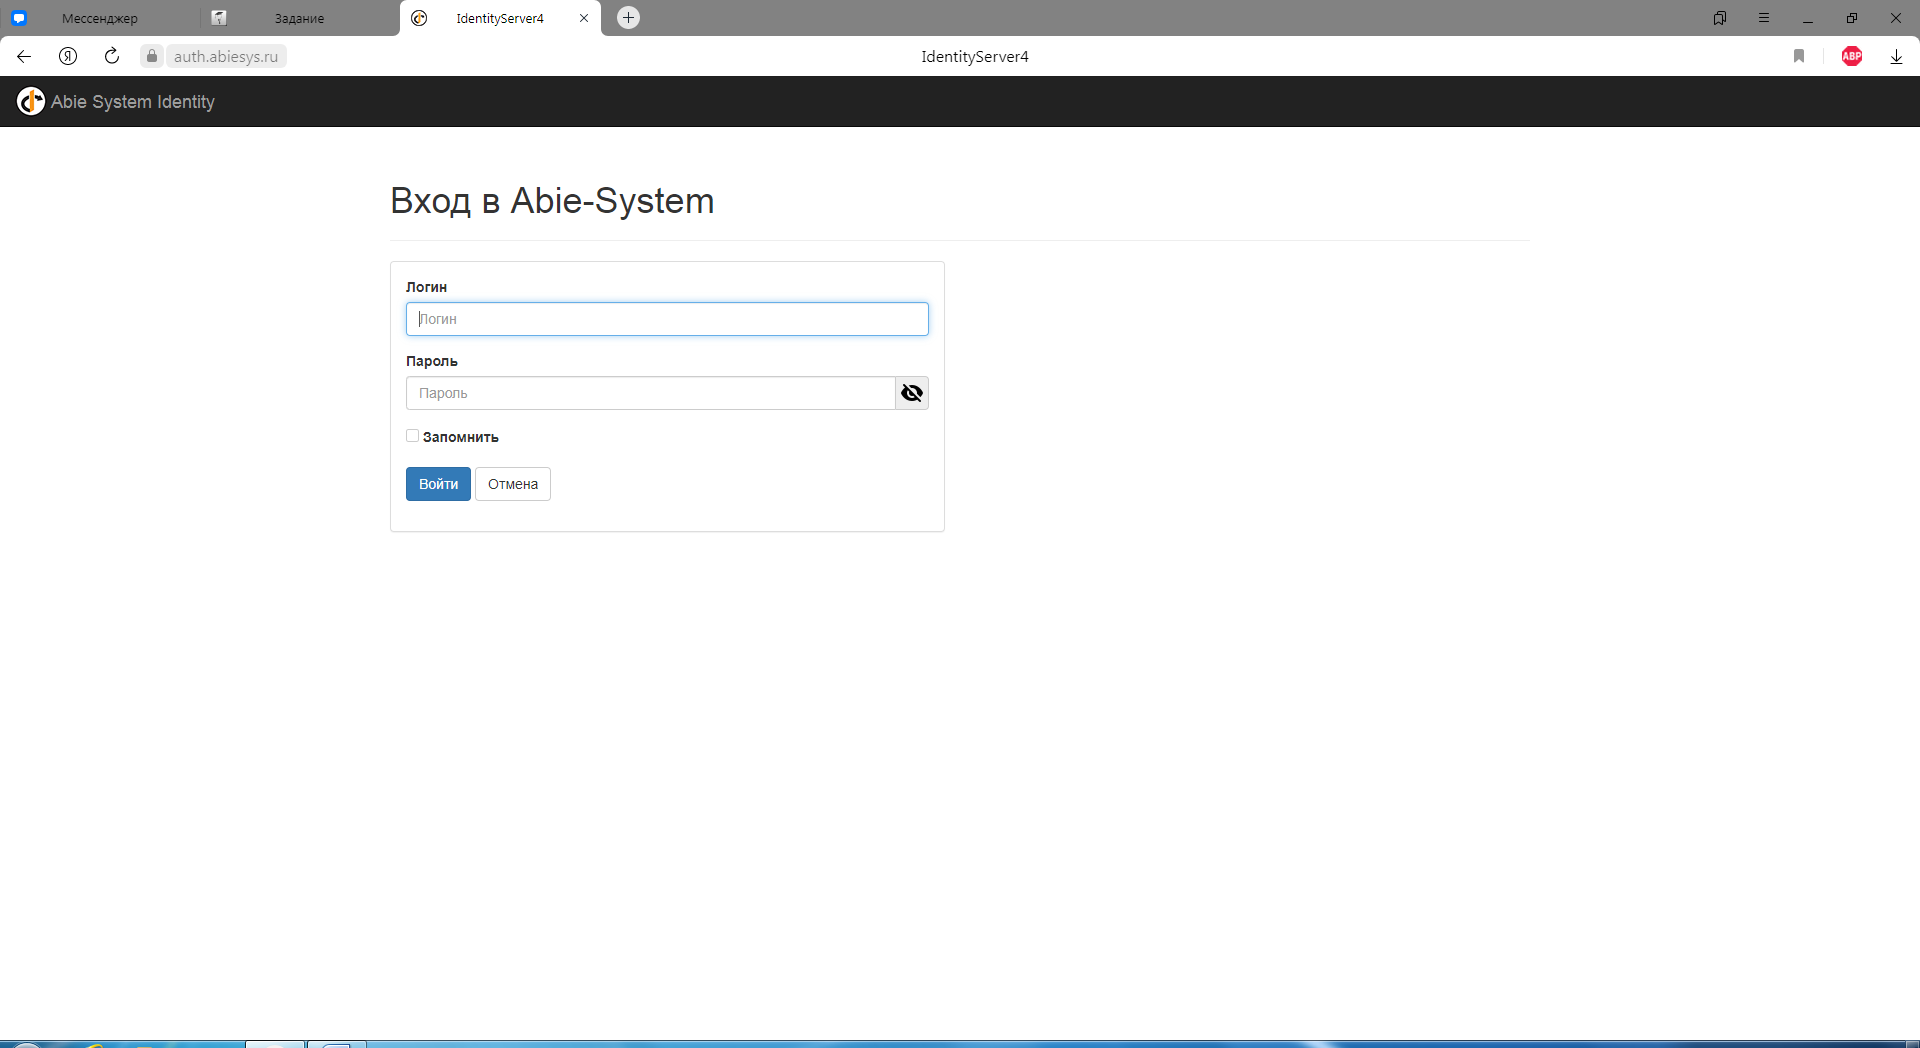 Мессенджер
Задание
IdentityServer4
auth.abiesys.ru
IdentityServer4
ABP
Abie System Identity
Вход в Abie-System
Логин
Логин
Пароль
Пароль
Запомнить
Войти
Отмена